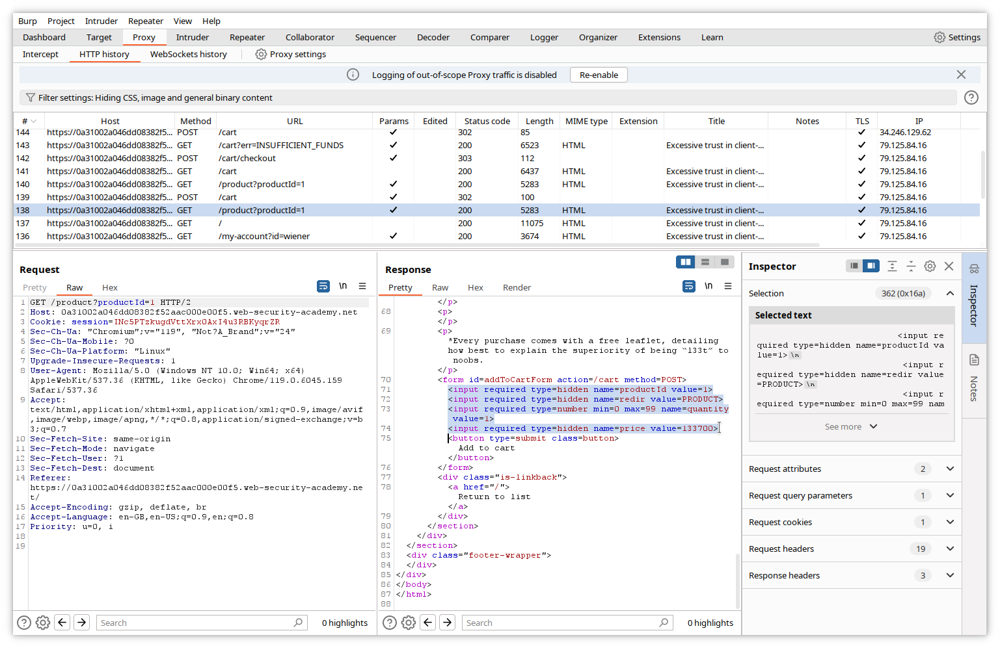 Burp Project Intruder Repeater View Help
Dashboard Target Proxy Intruder Repeater Collaborator Sequencer Decoder Comparer Logger Organizer Extensions Learn Settings
Intercept HTTP history WebSockets history Proxy settings
Logging of out-of-scope Proxy traffic is disabled Re-enable
Filter settings: Hiding CSS, image and general binary content
# Host Method URL Params Edited Status code Length MIME type Extension Title Notes TLS IP
144 https://0a31002a046dd08382f5... POST /cart ✓ 302 85 ✓ 34.246.129.62
143 https://0a31002a046dd08382f5... GET /cart?err=INSUFFICIENT_FUNDS ✓ 200 6523 HTML Excessive trust in client-... ✓ 79.125.84.16
142 https://0a31002a046dd08382f5... POST /cart/checkout ✓ 303 112 ✓ 79.125.84.16
141 https://0a31002a046dd08382f5... GET /cart 200 6437 HTML Excessive trust in client-... ✓ 79.125.84.16
140 https://0a31002a046dd08382f5... GET /product?productId=1 ✓ 200 5283 HTML Excessive trust in client-... ✓ 79.125.84.16
139 https://0a31002a046dd08382f5... POST /cart ✓ 302 100 ✓ 79.125.84.16
138 https://0a31002a046dd08382f5... GET /product?productId=1 ✓ 200 5283 HTML Excessive trust in client-... ✓ 79.125.84.16
137 https://0a31002a046dd08382f5... GET / 200 11075 HTML Excessive trust in client-... ✓ 79.125.84.16
136 https://0a31002a046dd08382f5... GET /my-account?id=wiener ✓ 200 3674 HTML Excessive trust in client-... ✓ 79.125.84.16
Request
Pretty Raw Hex \n
1 GET /product?productId=1 HTTP/2
2 Host: 0a31002a046dd08382f52aac000e00f5.web-security-academy.net
3 Cookie: session=INc5PTzkugdVttXrx0AxI4u3RBKyqrZR
4 Sec-Ch-Ua: "Chromium";v="119", "Not?A_Brand";v="24"
5 Sec-Ch-Ua-Mobile: ?0
6 Sec-Ch-Ua-Platform: "Linux"
7 Upgrade-Insecure-Requests: 1
8 User-Agent: Mozilla/5.0 (Windows NT 10.0; Win64; x64)
AppleWebKit/537.36 (KHTML, like Gecko) Chrome/119.0.6045.159
Safari/537.36
9 Accept:
text/html,application/xhtml+xml,application/xml;q=0.9,image/avif
,image/webp,image/apng,*/*;q=0.8,application/signed-exchange;v=b
3;q=0.7
10 Sec-Fetch-Site: same-origin
11 Sec-Fetch-Mode: navigate
12 Sec-Fetch-User: ?1
13 Sec-Fetch-Dest: document
14 Referer:
https://0a31002a046dd08382f52aac000e00f5.web-security-academy.ne
t/
15 Accept-Encoding: gzip, deflate, br
16 Accept-Language: en-GB,en-US;q=0.9,en;q=0.8
17 Priority: u=0, i
18
19
Search 0 highlights
Response
Pretty Raw Hex Render \n
</p>
68 <p>
</p>
69 <p>
*Every purchase comes with a free leaflet, detailing
how best to explain the superiority of being “l33t” to
noobs.
</p>
70 <form id=addToCartForm action=/cart method=POST>
71 <input required type=hidden name=productId value=1>
72 <input required type=hidden name=redir value=PRODUCT>
73 <input required type=number min=0 max=99 name=quantity
value=1>
74 <input required type=hidden name=price value=133700>
75 <button type=submit class=button>
Add to cart
</button>
76 </form>
77 <div class="is-linkback">
78 <a href="/">
Return to list
</a>
79 </div>
80 </section>
81 </div>
82 </section>
83 <div class="footer-wrapper">
84 </div>
85 </div>
86 </body>
87 </html>
88
Search 0 highlights
Inspector
Selection 362 (0x16a)
Selected text
<input re
quired type=hidden name=productId va
lue=1> \n
<input r
equired type=hidden name=redir value
=PRODUCT> \n
<input r
equired type=number min=0 max=99 nam
See more
Request attributes 2
Request query parameters 1
Request cookies 1
Request headers 19
Response headers 3
Inspector
Notes